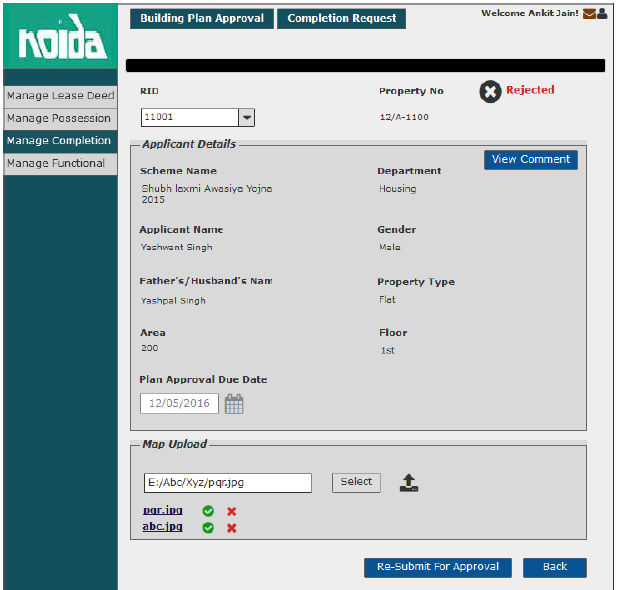 noida
Building Plan Approval
Completion Request
Welcome Ankit Jain!
Manage Lease Deed
Manage Possession
Manage Completion
Manage Functional
RID
Property No
Rejected
11001
12/A-1100
Applicant Details
View Comment
Scheme Name
Department
Shubh laxmi Awasiya Yojna
2015
Housing
Applicant Name
Gender
Yashwant Singh
Male
Father's/Husband's Nam
Property Type
Yashpal Singh
Flat
Area
Floor
200
1st
Plan Approval Due Date
12/05/2016
Map Upload
E:/Abc/Xyz/pqr.jpg
Select
pqr.jpg
abc.jpg
Re-Submit For Approval
Back